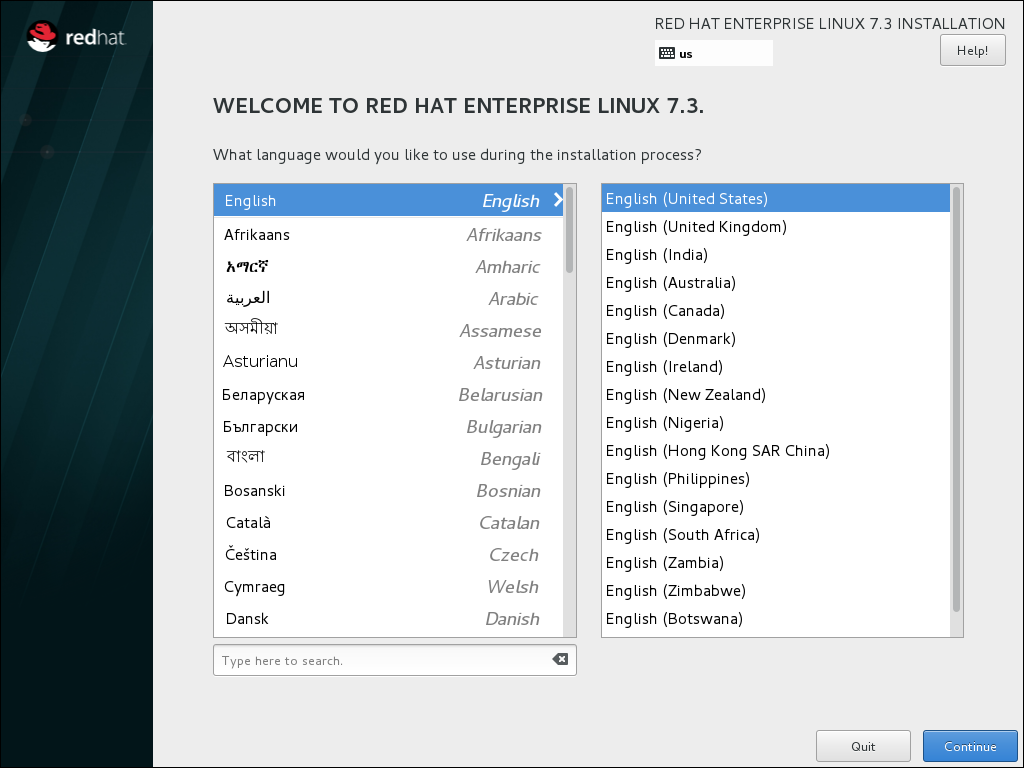 redhat.
RED HAT ENTERPRISE LINUX 7.3 INSTALLATION
us
Help!
WELCOME TO RED HAT ENTERPRISE LINUX 7.3.
What language would you like to use during the installation process?
English English
Afrikaans Afrikaans
አማርኛ Amharic
العربية Arabic
অসমীয়া Assamese
Asturianu Asturian
Беларуская Belarusian
Български Bulgarian
বাংলা Bengali
Bosanski Bosnian
Català Catalan
Čeština Czech
Cymraeg Welsh
Dansk Danish
Type here to search.
English (United States)
English (United Kingdom)
English (India)
English (Australia)
English (Canada)
English (Denmark)
English (Ireland)
English (New Zealand)
English (Nigeria)
English (Hong Kong SAR China)
English (Philippines)
English (Singapore)
English (South Africa)
English (Zambia)
English (Zimbabwe)
English (Botswana)
Quit
Continue